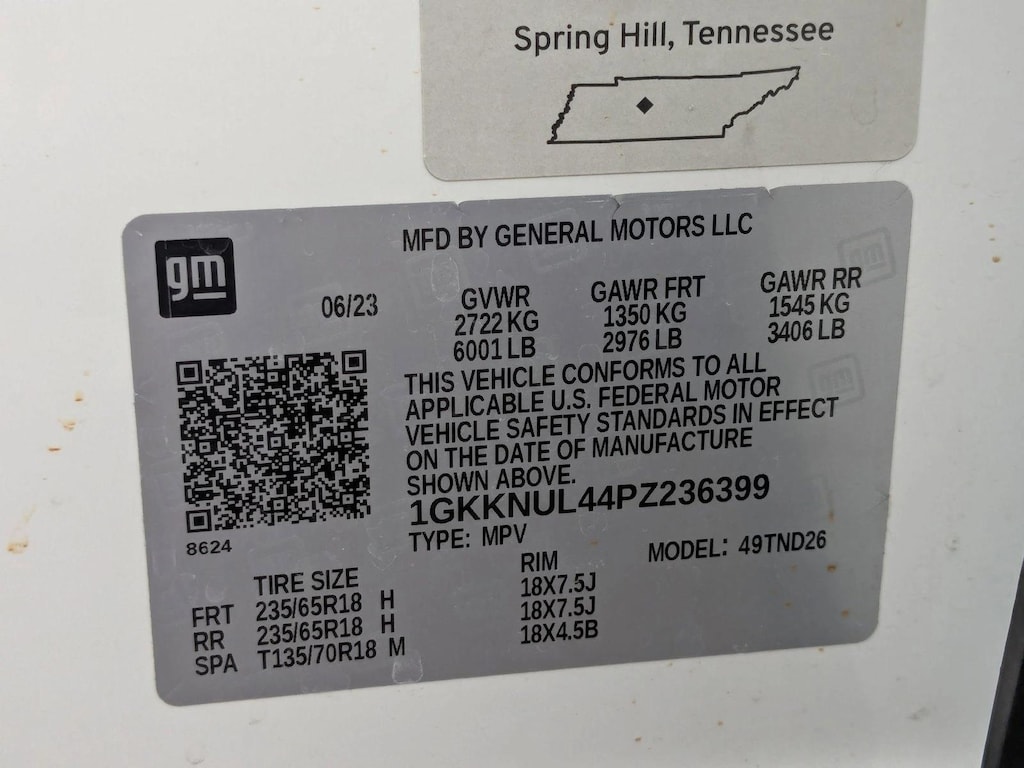 Spring Hill, Tennessee
gm
MFD BY GENERAL MOTORS LLC
06/23
GVWR
2722 KG
6001 LB
GAWR FRT
1350 KG
2976 LB
GAWR RR
1545 KG
3406 LB
THIS VEHICLE CONFORMS TO ALL
APPLICABLE U.S. FEDERAL MOTOR
VEHICLE SAFETY STANDARDS IN EFFECT
ON THE DATE OF MANUFACTURE
SHOWN ABOVE.
1GKKNUL44PZ236399
8624
TYPE: MPV
MODEL: 49TND26
TIRE SIZE RIM
FRT 235/65R18 H 18X7.5J
RR 235/65R18 H 18X7.5J
SPA T135/70R18 M 18X4.5B